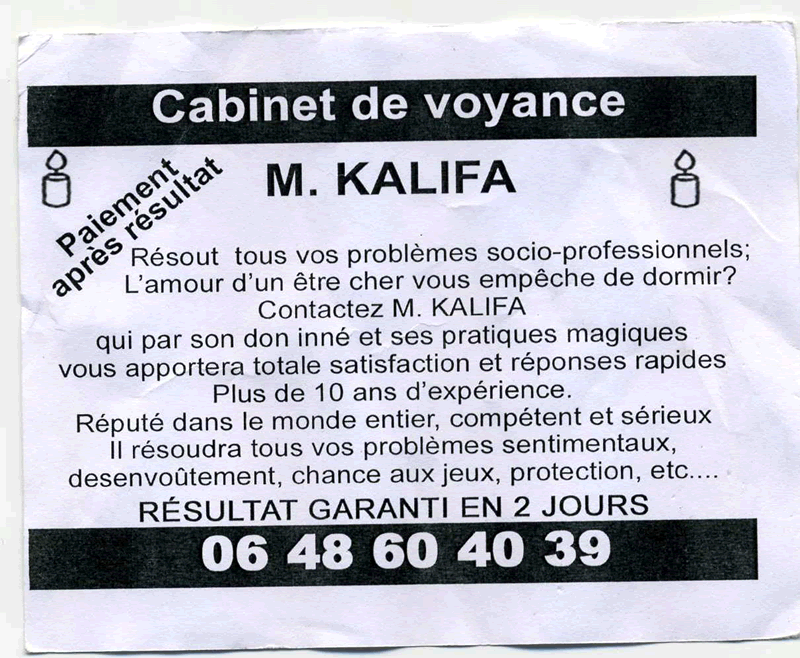 Cabinet de voyance
M. KALIFA
Paiement
après résultat
Résout tous vos problèmes socio-professionnels;
L'amour d'un être cher vous empêche de dormir?
Contactez M. KALIFA
qui par son don inné et ses pratiques magiques
vous apportera totale satisfaction et réponses rapides
Plus de 10 ans d'expérience.
Réputé dans le monde entier, compétent et sérieux
Il résoudra tous vos problèmes sentimentaux,
desenvoûtement, chance aux jeux, protection, etc....
RÉSULTAT GARANTI EN 2 JOURS
06 48 60 40 39